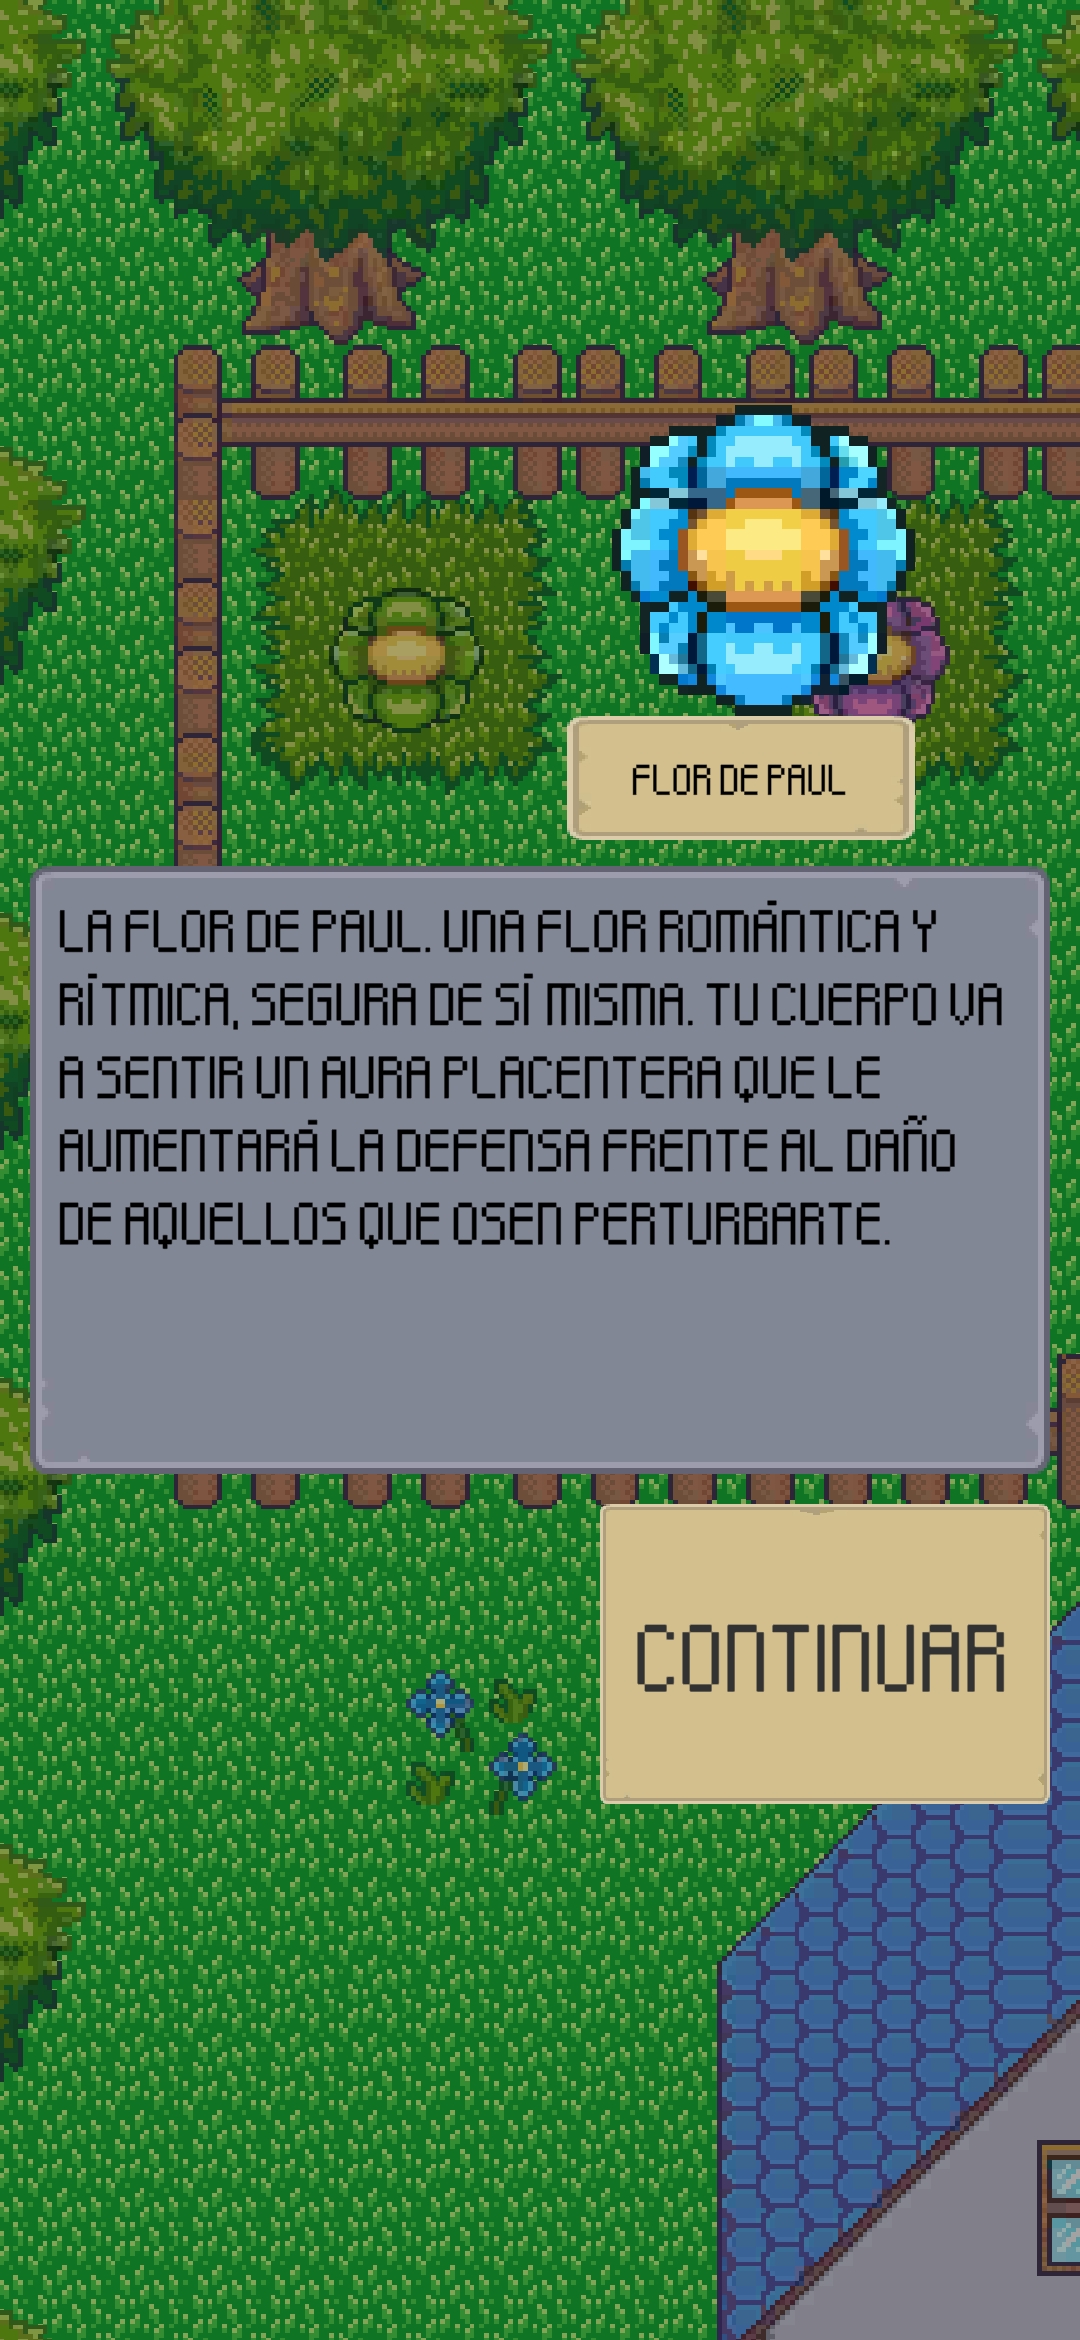 FLOR DE PAUL
LA FLOR DE PAUL. UNA FLOR ROMÁNTICA Y
RÍTMICA, SEGURA DE SÍ MISMA. TU CUERPO VA
A SENTIR UN AURA PLACENTERA QUE LE
AUMENTARÁ LA DEFENSA FRENTE AL DAÑO
DE AQUELLOS QUE OSEN PERTURBARTE.
CONTINUAR